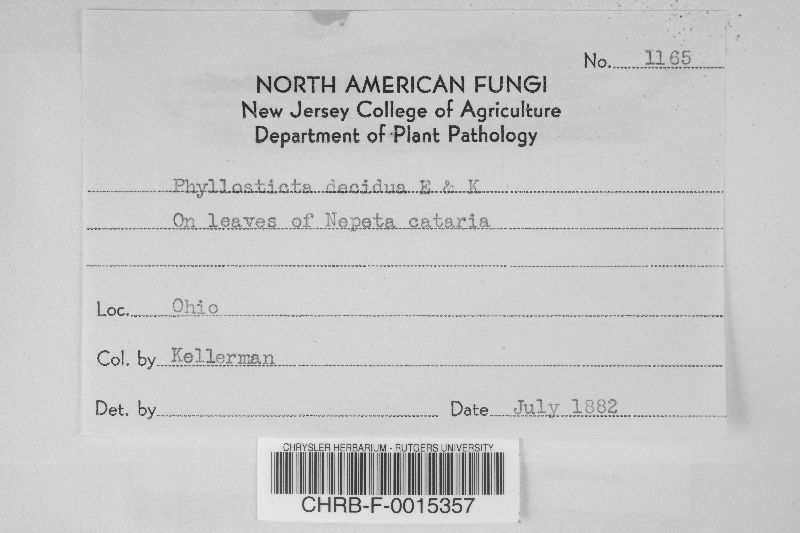 No. 1165
NORTH AMERICAN FUNGI
New Jersey College of Agriculture
Department of Plant Pathology
Phyllosticta decidua E & K
On leaves of Nepeta cataria
Loc. Ohio
Col. by Kellerman
Det. by
Date July 1882
CHRYSLER HERBARIUM - RUTGERS UNIVERSITY
CHRB-F-0015357